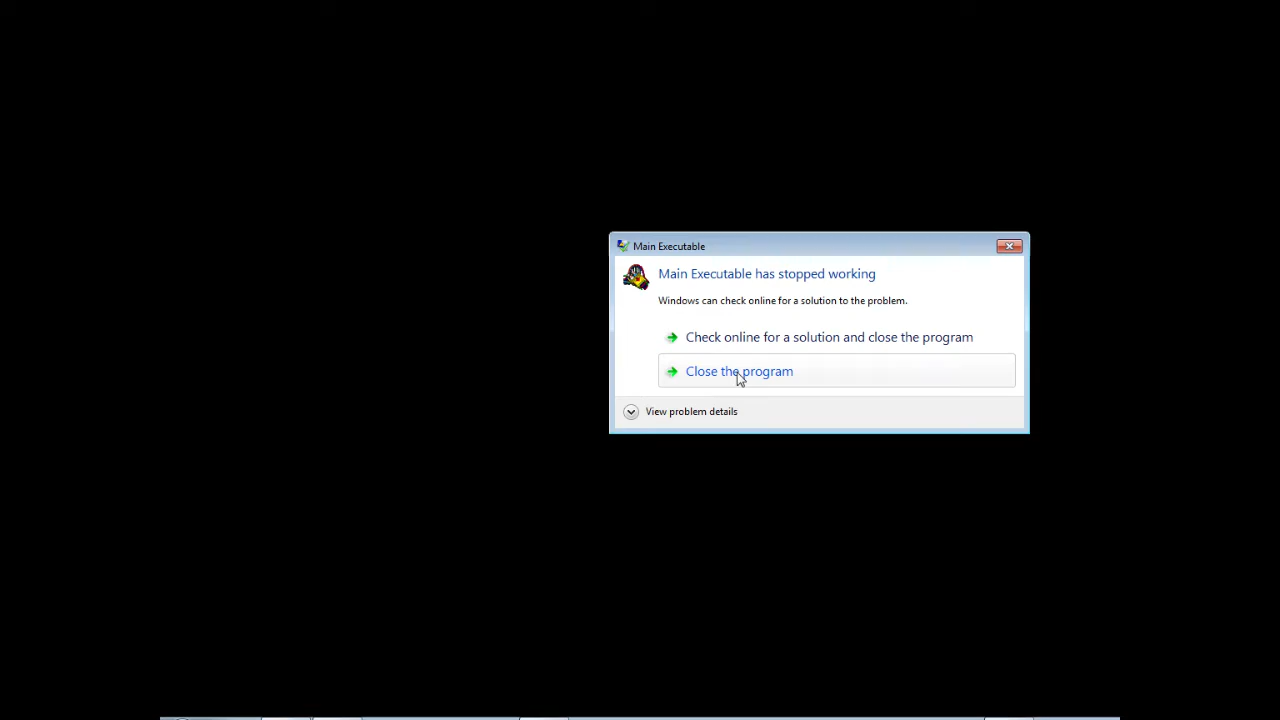 Main Executable
Main Executable has stopped working
Windows can check online for a solution to the problem.
Check online for a solution and close the program
Close the program
View problem details